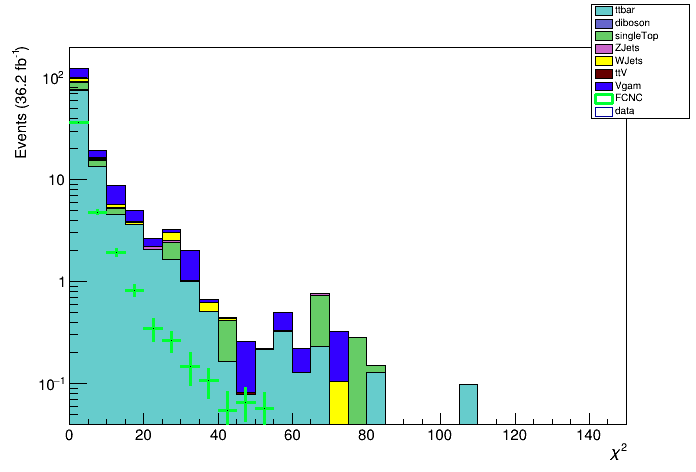 ttbar
diboson
singleTop
ZJets
WJets
ttV
Vgam
FCNC
data
Events (36.2 fb⁻¹)
10²
10
1
10⁻¹
0 20 40 60 80 100 120 140
χ²